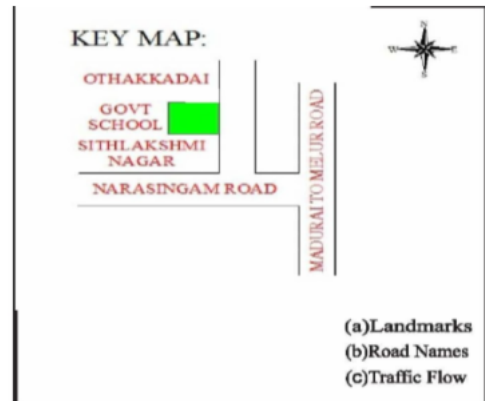 KEY MAP:
N
W E
S
OTHAKKADAI
GOVT
SCHOOL
SITHLAKSHMI
NAGAR
NARASINGAM ROAD
MADURAI TO MELUR ROAD
(a)Landmarks
(b)Road Names
(c)Traffic Flow